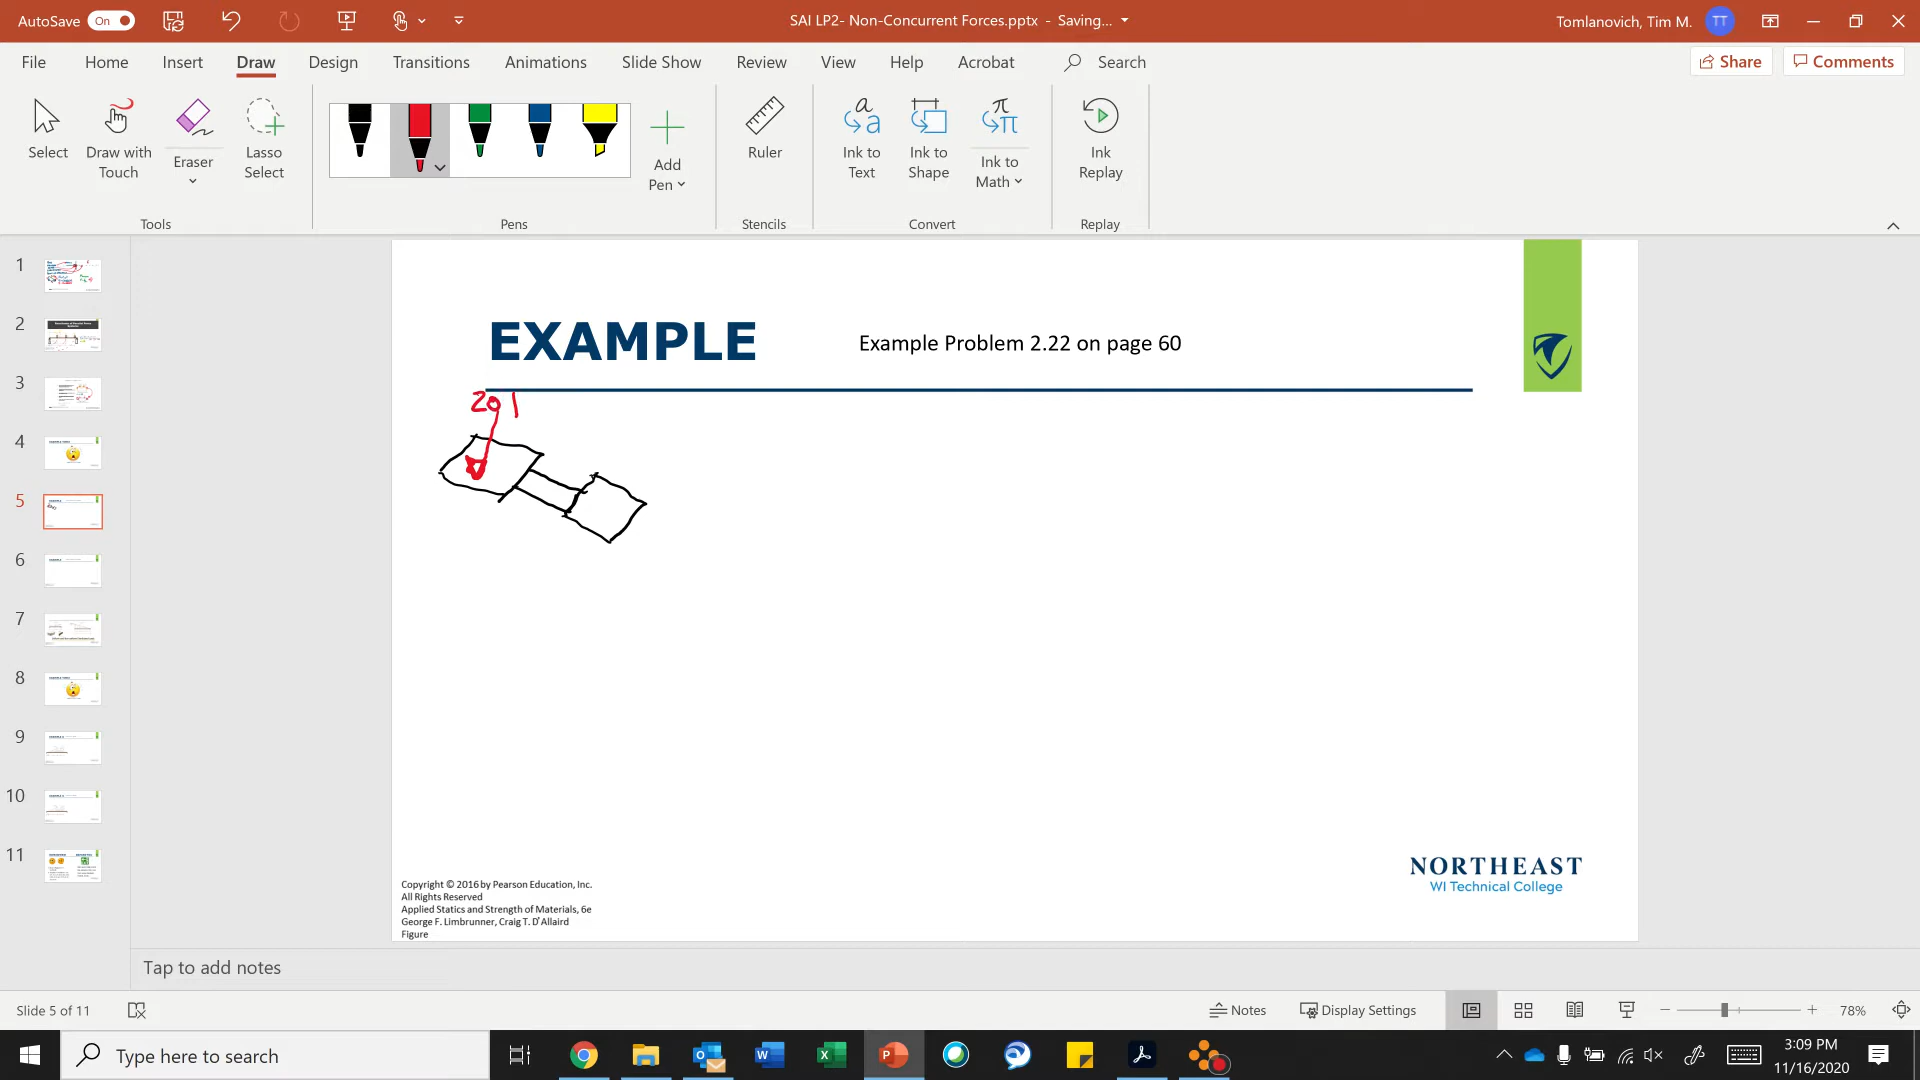 AutoSave On
SAI LP2- Non-Concurrent Forces.pptx - Saving...
Tomlanovich, Tim M. TT
File Home Insert Draw Design Transitions Animations Slide Show Review View Help Acrobat Search Share Comments
Select
Draw with Touch
Eraser
Lasso Select
Add Pen
Ruler
Ink to Text
Ink to Shape
Ink to Math
Ink Replay
Tools Pens Stencils Convert Replay
1
2
3
4
5
6
7
8
9
10
11
EXAMPLE
Example Problem 2.22 on page 60
20
NORTHEAST
WI Technical College
Copyright © 2016 by Pearson Education, Inc.
All Rights Reserved
Applied Statics and Strength of Materials, 6e
George F. Limbrunner, Craig T. D'Allaird
Figure
Tap to add notes
Slide 5 of 11 Notes Display Settings 78%
Type here to search
3:09 PM
11/16/2020